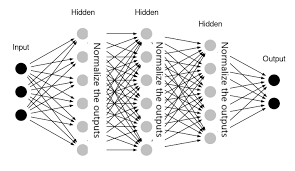 Hidden
Hidden
Hidden
Input
Output
Normalize the outputs
Normalize the outputs
Normalize the outputs